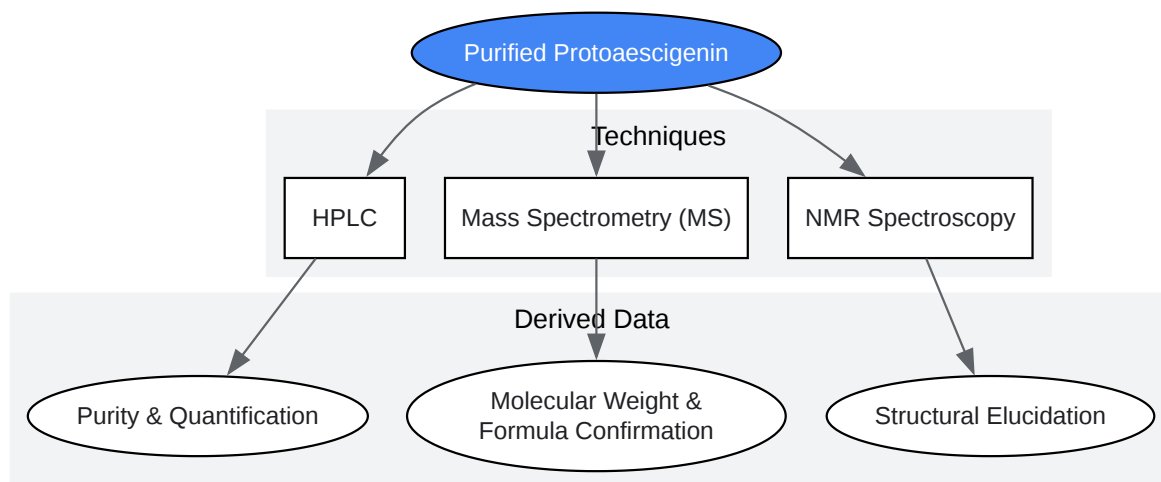 Purified Protoaescigenin
Techniques
HPLC
Mass Spectrometry (MS)
NMR Spectroscopy
Derived Data
Purity & Quantification
Molecular Weight &
Formula Confirmation
Structural Elucidation